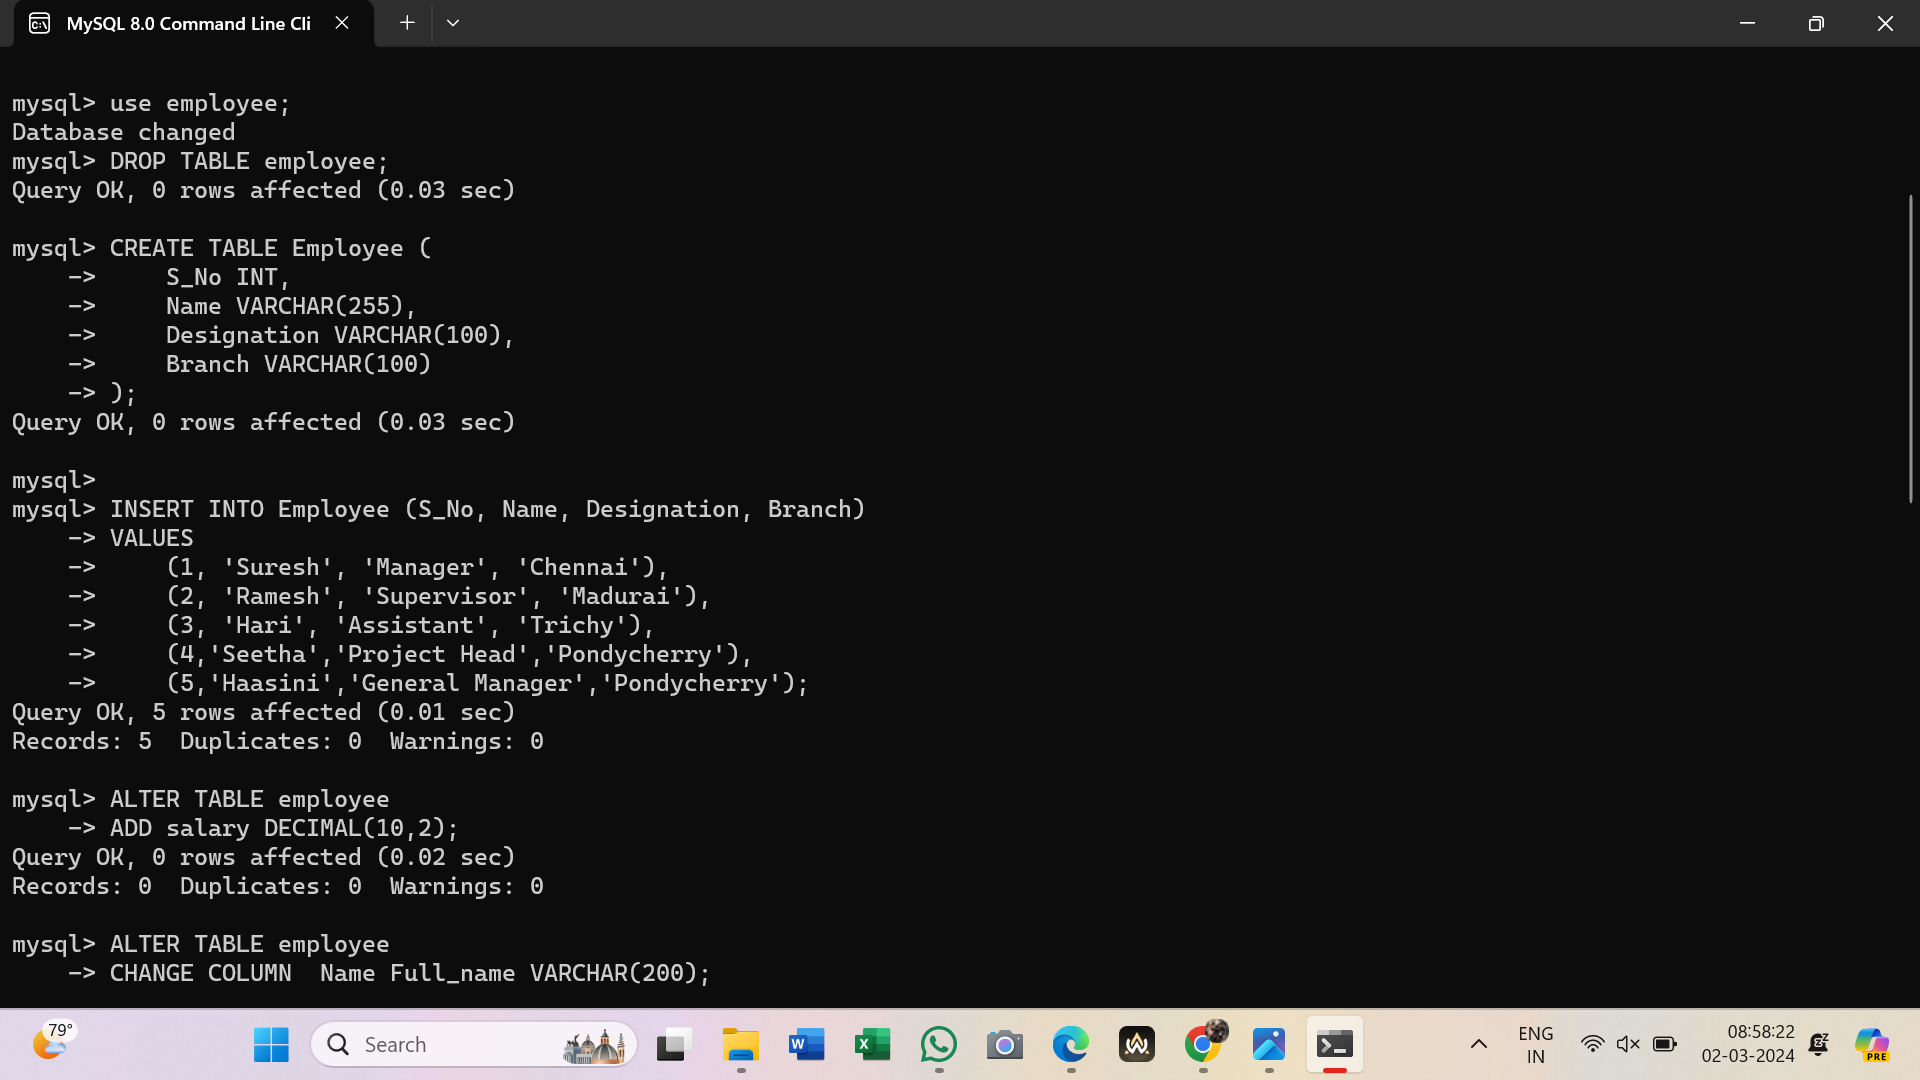 MySQL 8.0 Command Line Cli
mysql> use employee;
Database changed
mysql> DROP TABLE employee;
Query OK, 0 rows affected (0.03 sec)
mysql> CREATE TABLE Employee (
    ->     S_No INT,
    ->     Name VARCHAR(255),
    ->     Designation VARCHAR(100),
    ->     Branch VARCHAR(100)
    -> );
Query OK, 0 rows affected (0.03 sec)
mysql>
mysql> INSERT INTO Employee (S_No, Name, Designation, Branch)
    -> VALUES
    ->     (1, 'Suresh', 'Manager', 'Chennai'),
    ->     (2, 'Ramesh', 'Supervisor', 'Madurai'),
    ->     (3, 'Hari', 'Assistant', 'Trichy'),
    ->     (4,'Seetha','Project Head','Pondycherry'),
    ->     (5,'Haasini','General Manager','Pondycherry');
Query OK, 5 rows affected (0.01 sec)
Records: 5  Duplicates: 0  Warnings: 0
mysql> ALTER TABLE employee
    -> ADD salary DECIMAL(10,2);
Query OK, 0 rows affected (0.02 sec)
Records: 0  Duplicates: 0  Warnings: 0
mysql> ALTER TABLE employee
    -> CHANGE COLUMN  Name Full_name VARCHAR(200);
79°
Search
ENG
IN
08:58:22
02-03-2024
PRE